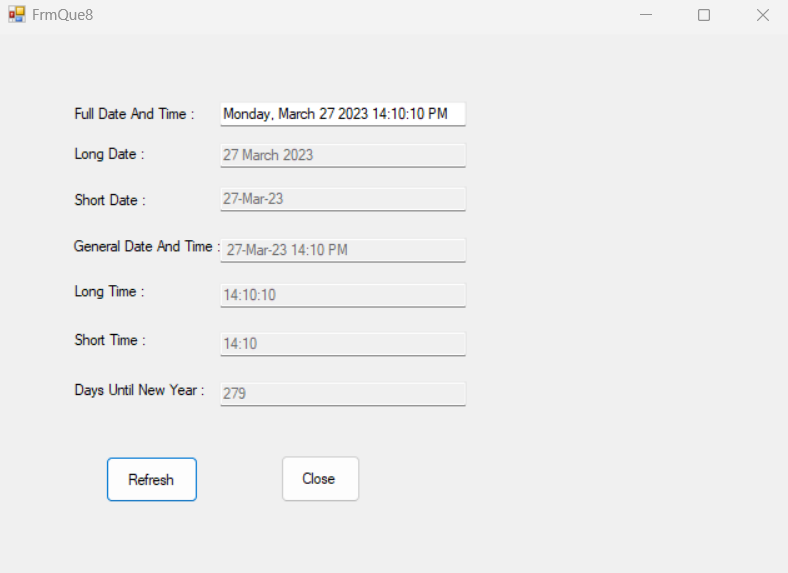 FrmQue8
Full Date And Time : Monday, March 27 2023 14:10:10 PM
Long Date : 27 March 2023
Short Date : 27-Mar-23
General Date And Time : 27-Mar-23 14:10 PM
Long Time : 14:10:10
Short Time : 14:10
Days Until New Year : 279
Refresh Close